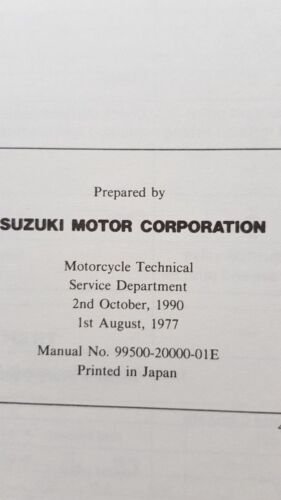 Prepared by
SUZUKI MOTOR CORPORATION
Motorcycle Technical
Service Department
2nd October, 1990
1st August, 1977
Manual No. 99500-20000-01E
Printed in Japan